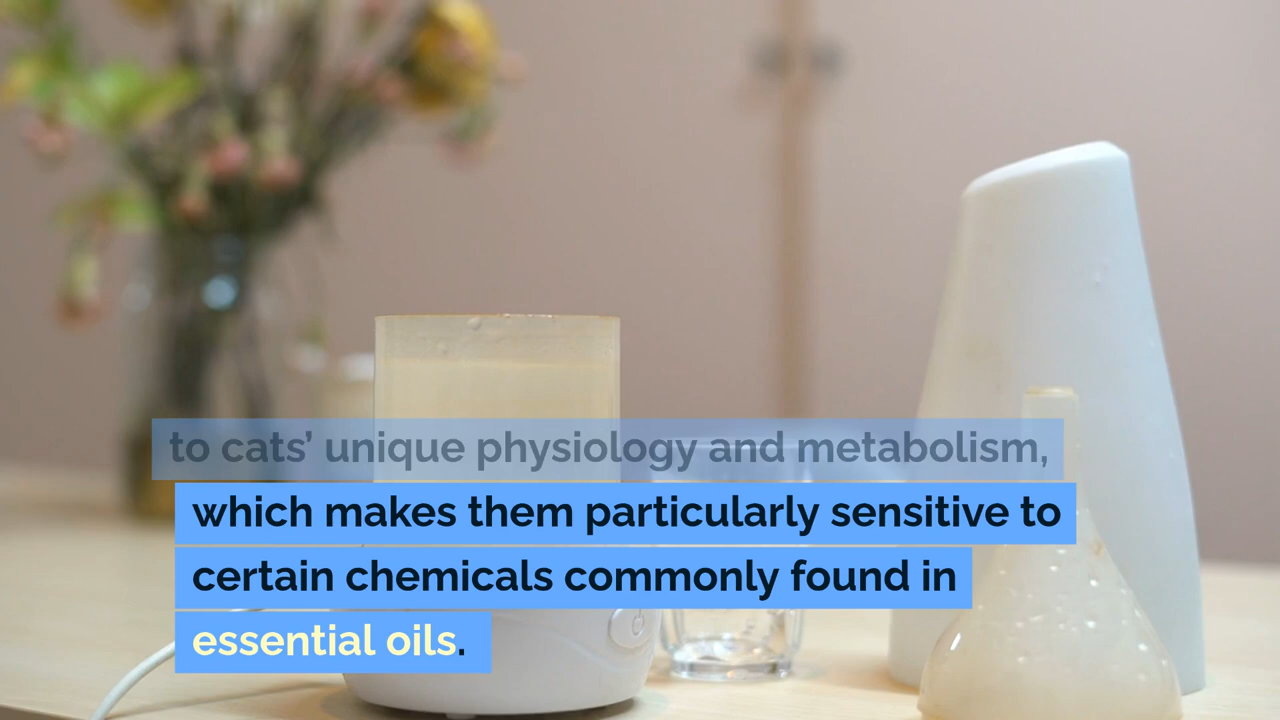 to cats’ unique physiology and metabolism,
which makes them particularly sensitive to
certain chemicals commonly found in
essential oils.